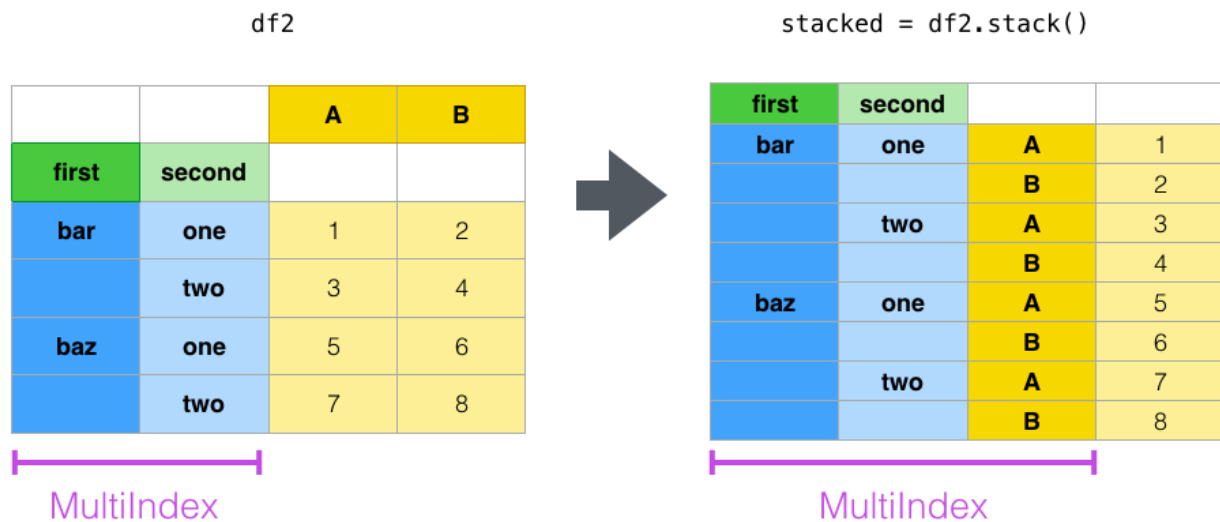 df2
stacked = df2.stack()
A B
first second
bar one 1 2
two 3 4
baz one 5 6
two 7 8
MultiIndex
first second
bar one A 1
B 2
two A 3
B 4
baz one A 5
B 6
two A 7
B 8
MultiIndex